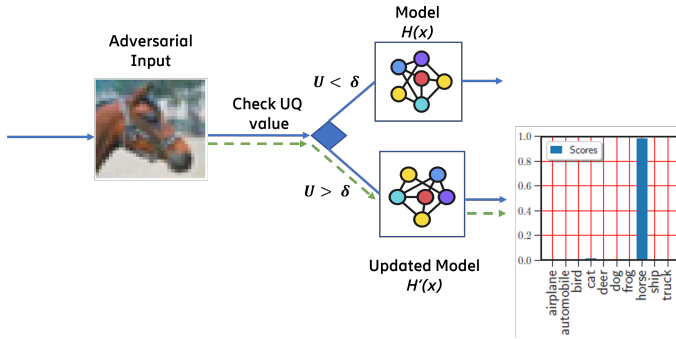 Model
H(x)
Adversarial
Input
U < δ
Check UQ
value
U > δ
Updated Model
H'(x)
Scores
1.0
0.8
0.6
0.4
0.2
0.0
airplane
automobile
bird
cat
deer
dog
frog
horse
ship
truck